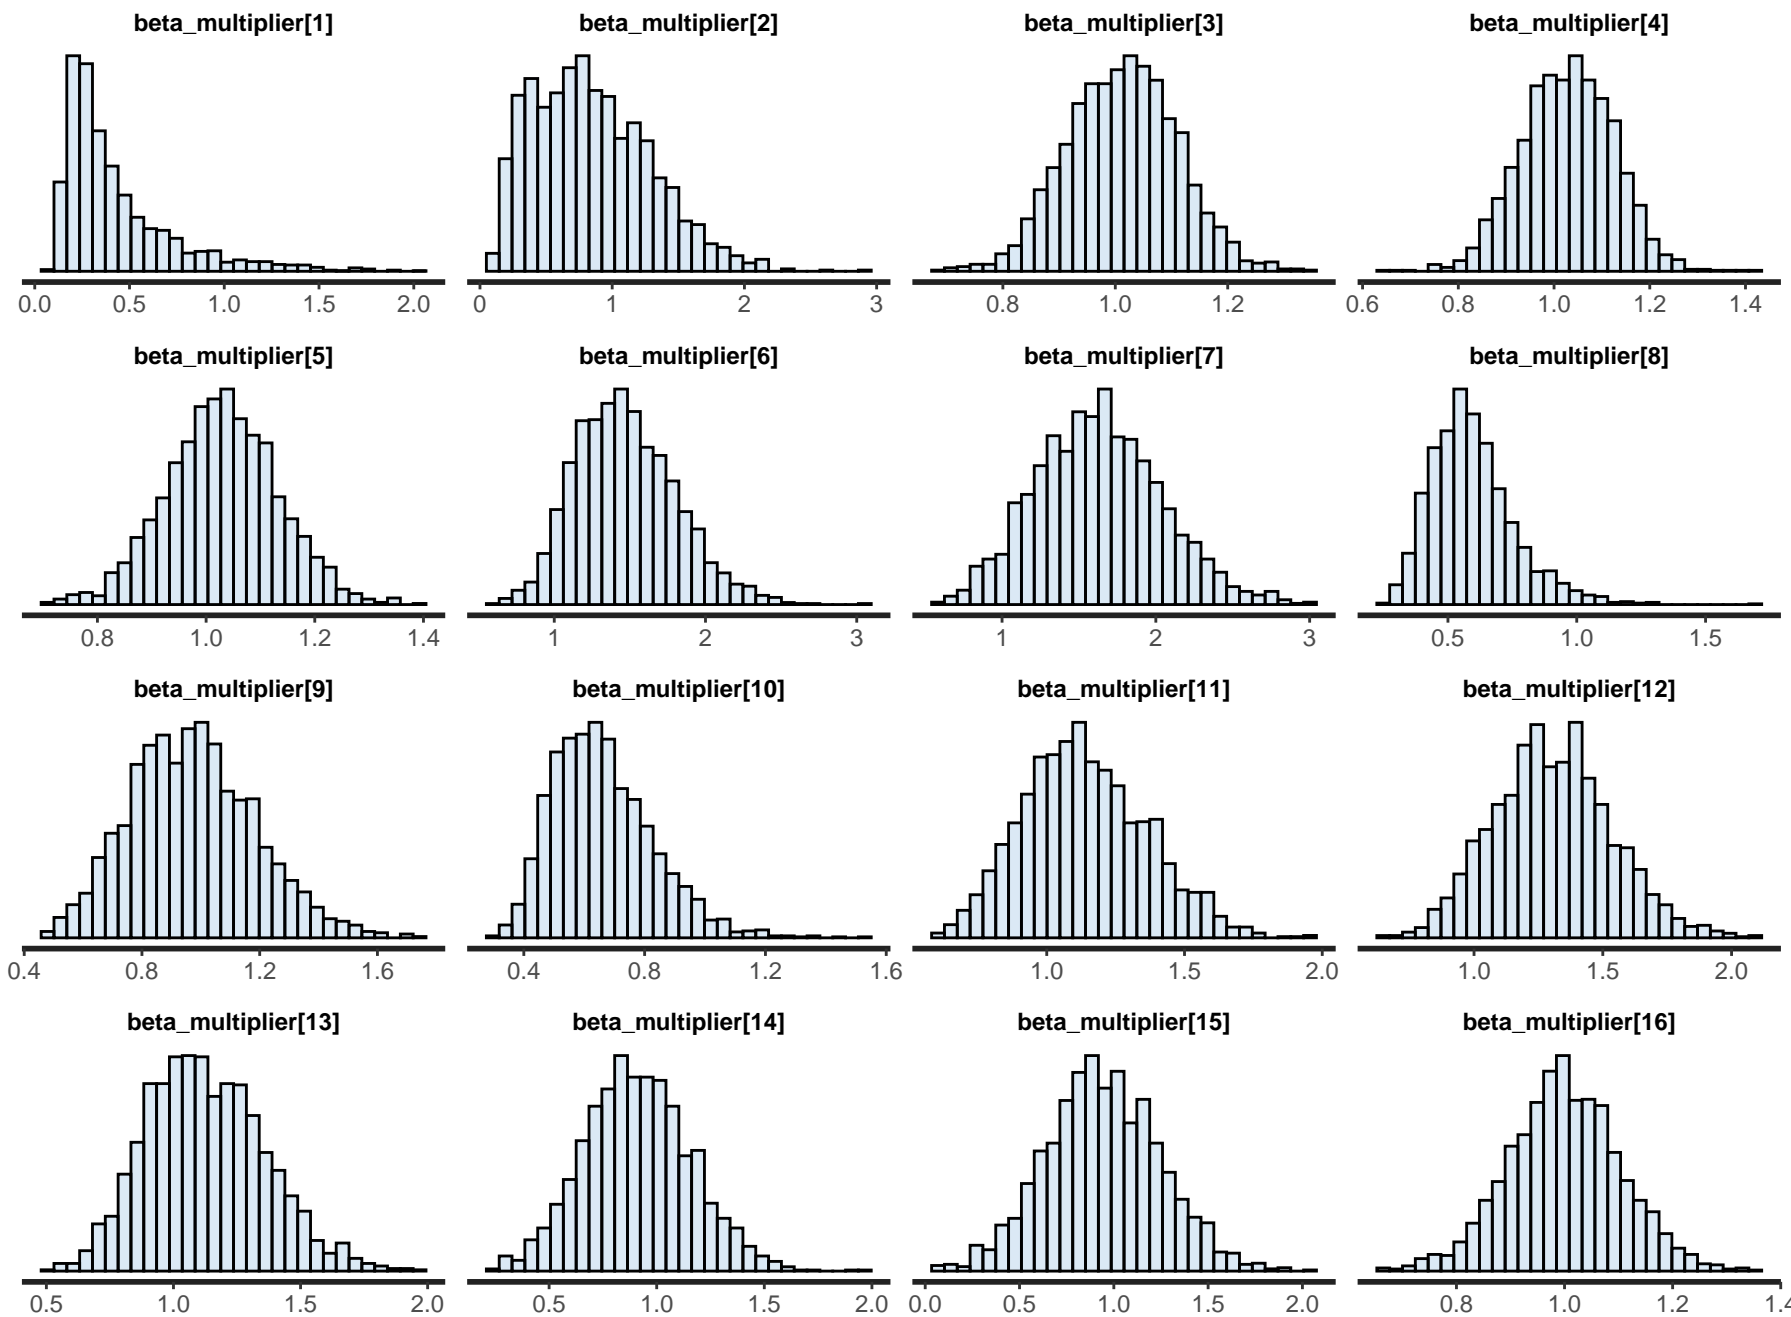 beta_multiplier[1] beta_multiplier[2] beta_multiplier[3] beta_multiplier[4]
0.0 0.5 1.0 1.5 2.0 0 1 2 3 0.8 1.0 1.2 0.6 0.8 1.0 1.2 1.4
beta_multiplier[5] beta_multiplier[6] beta_multiplier[7] beta_multiplier[8]
0.8 1.0 1.2 1.4 1 2 3 1 2 3 0.5 1.0 1.5
beta_multiplier[9] beta_multiplier[10] beta_multiplier[11] beta_multiplier[12]
0.4 0.8 1.2 1.6 0.4 0.8 1.2 1.6 1.0 1.5 2.0 1.0 1.5 2.0
beta_multiplier[13] beta_multiplier[14] beta_multiplier[15] beta_multiplier[16]
0.5 1.0 1.5 2.0 0.5 1.0 1.5 2.0 0.0 0.5 1.0 1.5 2.0 0.8 1.0 1.2 1.4